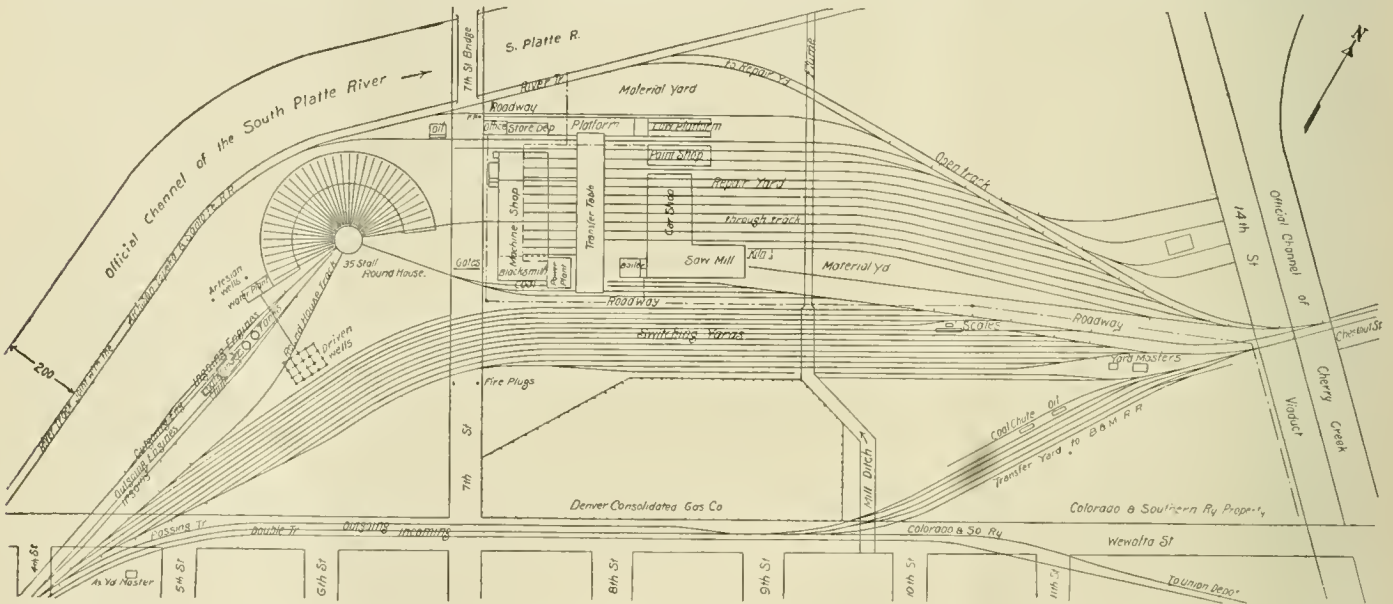 Official Channel of the South Platte River
7th St Bridge
S. Platte R.
River Tr
to Repair Yd
Flume
N
Material Yard
Roadway
Oil
Office
Store Dep
Platform
Platform
Paint Shop
Open track
Machine Shop
Transfer Table
Car Shop
Repair Yard
through track
14th St
Official Channel of Cherry Creek
35 Stall
Round House.
Gates
Blacksmith
Coal
Power Plant
Boiler
Saw Mill
Kiln's
Material Yd
Artesian wells
Water Plant
Round House Track
Roadway
Roadway
Chestnut St
Switching Yards
Scales
Yard Masters
Driven wells
Incoming Engines
200
Fire Plugs
7th St
Outgoing Engines
Coal Chute
Oil
Transfer Yard to B&M R R
Viaduct
Mill Ditch
Denver Consolidated Gas Co
Colorado & Southern Ry Property
Passing Tr
Double Tr
Outgoing
Incoming
Colorado & So Ry
Wewatta St
To Union Depot
4th St
As Yd Master
5th St
6th St
8th St
9th St
10th St
11th St